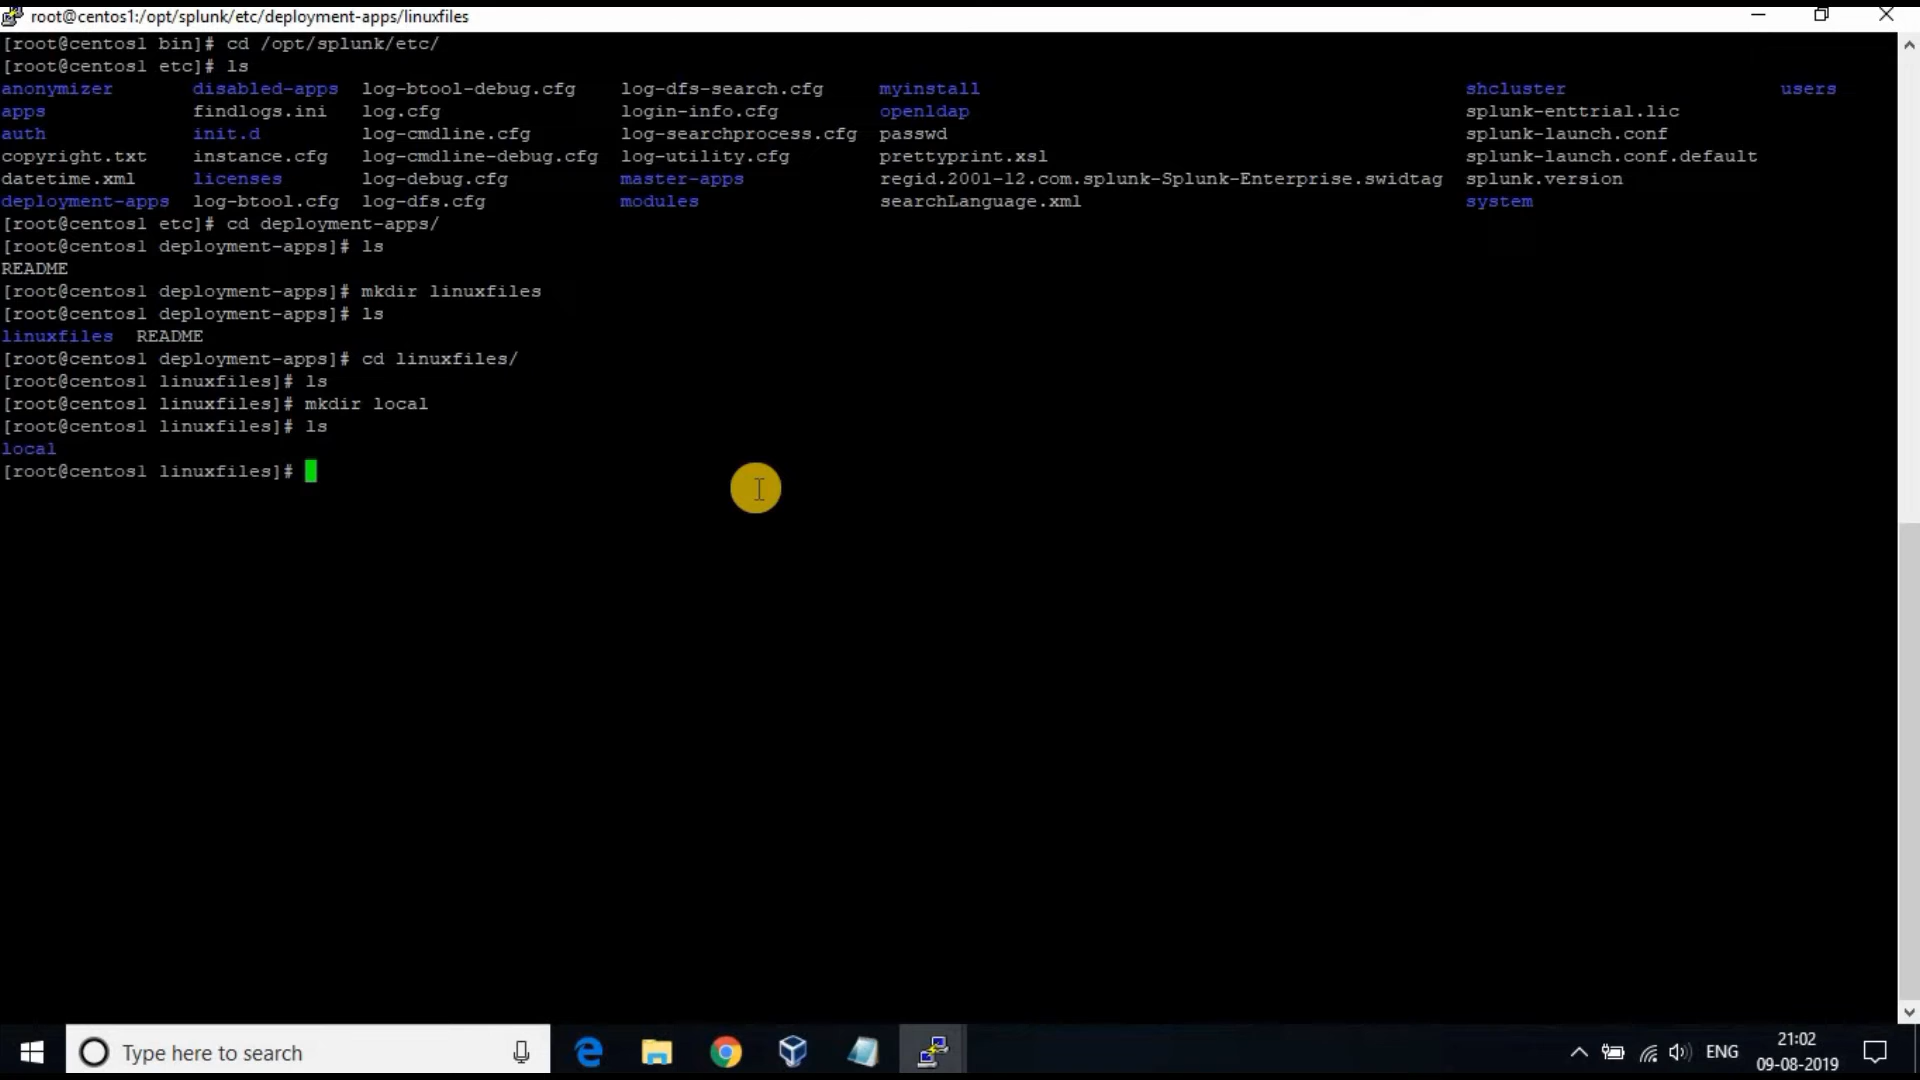 root@centos1:/opt/splunk/etc/deployment-apps/linuxfiles
[root@centos1 bin]# cd /opt/splunk/etc/
[root@centos1 etc]# ls
anonymizer disabled-apps log-btool-debug.cfg log-dfs-search.cfg myinstall shcluster users
apps findlogs.ini log.cfg login-info.cfg openldap splunk-enttrial.lic
auth init.d log-cmdline.cfg log-searchprocess.cfg passwd splunk-launch.conf
copyright.txt instance.cfg log-cmdline-debug.cfg log-utility.cfg prettyprint.xsl splunk-launch.conf.default
datetime.xml licenses log-debug.cfg master-apps regid.2001-12.com.splunk-Splunk-Enterprise.swidtag splunk.version
deployment-apps log-btool.cfg log-dfs.cfg modules searchLanguage.xml system
[root@centos1 etc]# cd deployment-apps/
[root@centos1 deployment-apps]# ls
README
[root@centos1 deployment-apps]# mkdir linuxfiles
[root@centos1 deployment-apps]# ls
linuxfiles README
[root@centos1 deployment-apps]# cd linuxfiles/
[root@centos1 linuxfiles]# ls
[root@centos1 linuxfiles]# mkdir local
[root@centos1 linuxfiles]# ls
local
[root@centos1 linuxfiles]#
Type here to search
ENG
21:02
09-08-2019